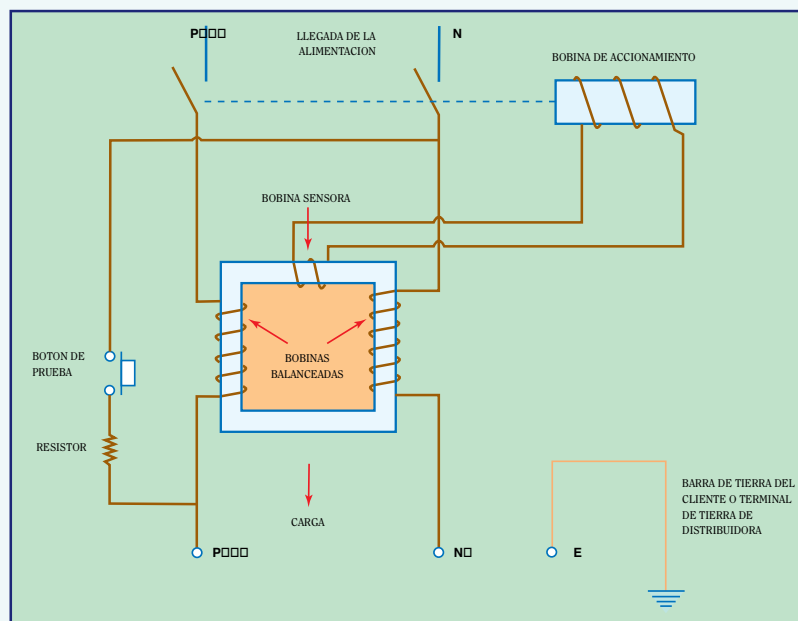 P□□□
LLEGADA DE LA
ALIMENTACION
N
BOBINA DE ACCIONAMIENTO
BOBINA SENSORA
BOBINAS
BALANCEADAS
BOTON DE
PRUEBA
RESISTOR
CARGA
BARRA DE TIERRA DEL
CLIENTE O TERMINAL
DE TIERRA DE
DISTRIBUIDORA
P□□□
N□
E